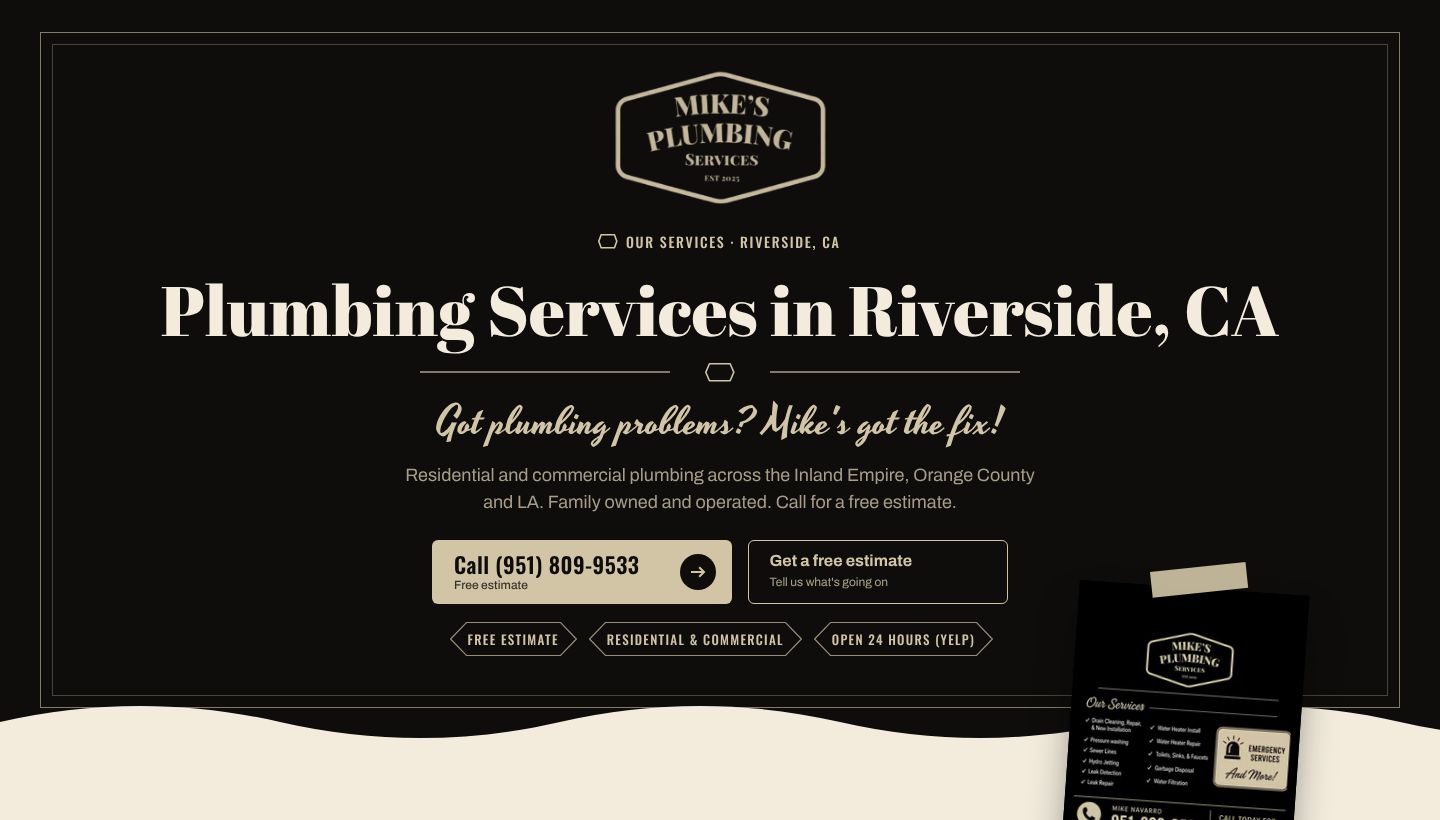 MIKE'S
PLUMBING
SERVICES
EST 2025
OUR SERVICES · RIVERSIDE, CA
Plumbing Services in Riverside, CA
Got plumbing problems? Mike's got the fix!
Residential and commercial plumbing across the Inland Empire, Orange County
and LA. Family owned and operated. Call for a free estimate.
Call (951) 809-9533
Free estimate
Get a free estimate
Tell us what's going on
FREE ESTIMATE
RESIDENTIAL & COMMERCIAL
OPEN 24 HOURS (YELP)
MIKE'S
PLUMBING
SERVICES
Our Services
Drain Cleaning, Repair,
& New Installation
Pressure washing
Sewer Lines
Hydro Jetting
Leak Detection
Leak Repair
Water Heater Install
Water Heater Repair
Toilets, Sinks, & Faucets
Garbage Disposal
Water Filtration
EMERGENCY
SERVICES
And More!
MIKE NAVARRO
CALL TODAY FOR